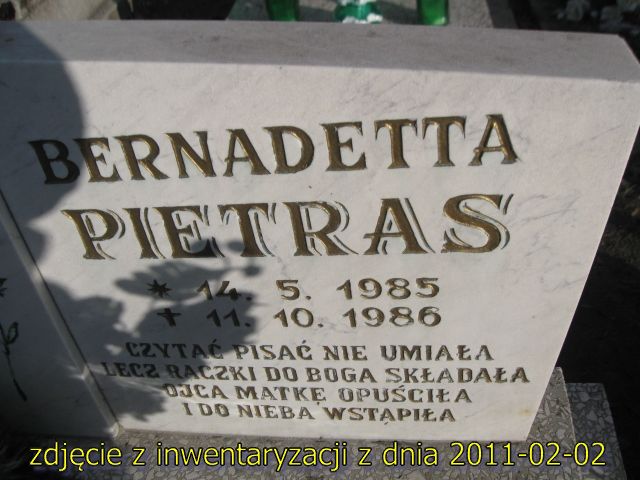 BERNADETTA
PIETRAS
* 14. 5. 1985
† 11. 10. 1986
CZYTAĆ PISAĆ NIE UMIAŁA
LECZ RĄCZKI DO BOGA SKŁADAŁA
OJCA MATKĘ OPUŚCIŁA
I DO NIEBA WSTĄPIŁA
zdjęcie z inwentaryzacji z dnia 2011-02-02